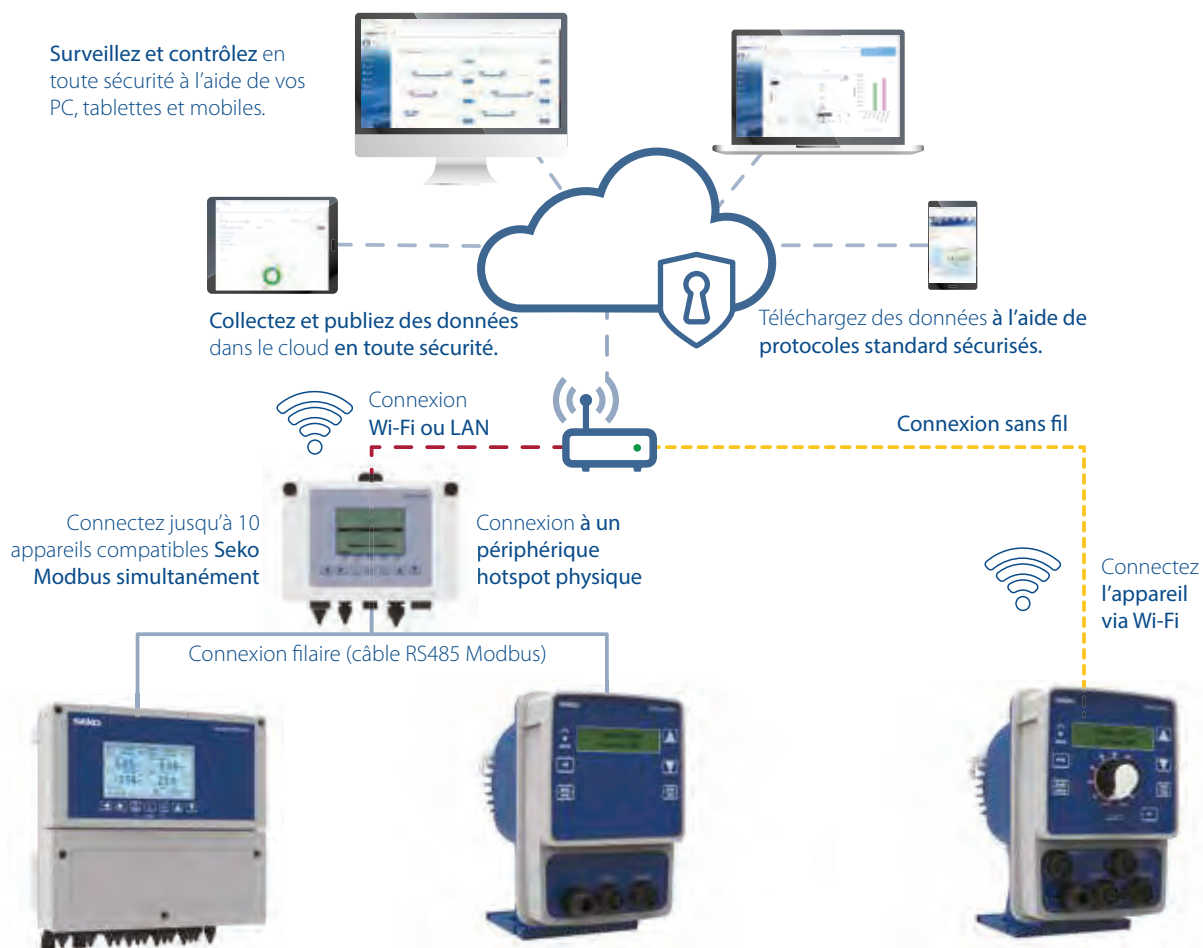 Surveillez et contrôlez en
toute sécurité à l'aide de vos
PC, tablettes et mobiles.
Collectez et publiez des données
dans le cloud en toute sécurité.
Téléchargez des données à l'aide de
protocoles standard sécurisés.
Connexion
Wi-Fi ou LAN
Connexion sans fil
Connectez jusqu'à 10
appareils compatibles Seko
Modbus simultanément
Connexion à un
périphérique
hotspot physique
Connectez
l'appareil
via Wi-Fi
Connexion filaire (câble RS485 Modbus)
seko